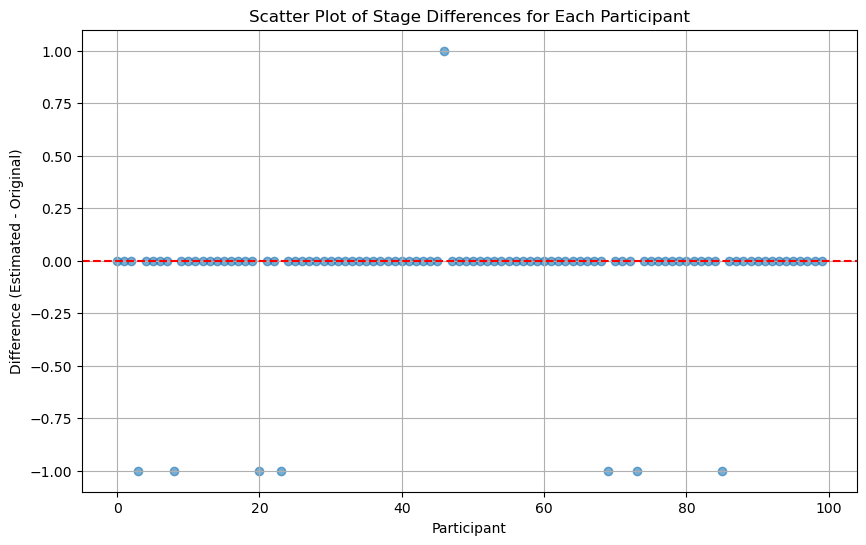 Scatter Plot of Stage Differences for Each Participant
1.00
0.75
0.50
0.25
0.00
−0.25
−0.50
−0.75
−1.00
Difference (Estimated - Original)
0 20 40 60 80 100
Participant